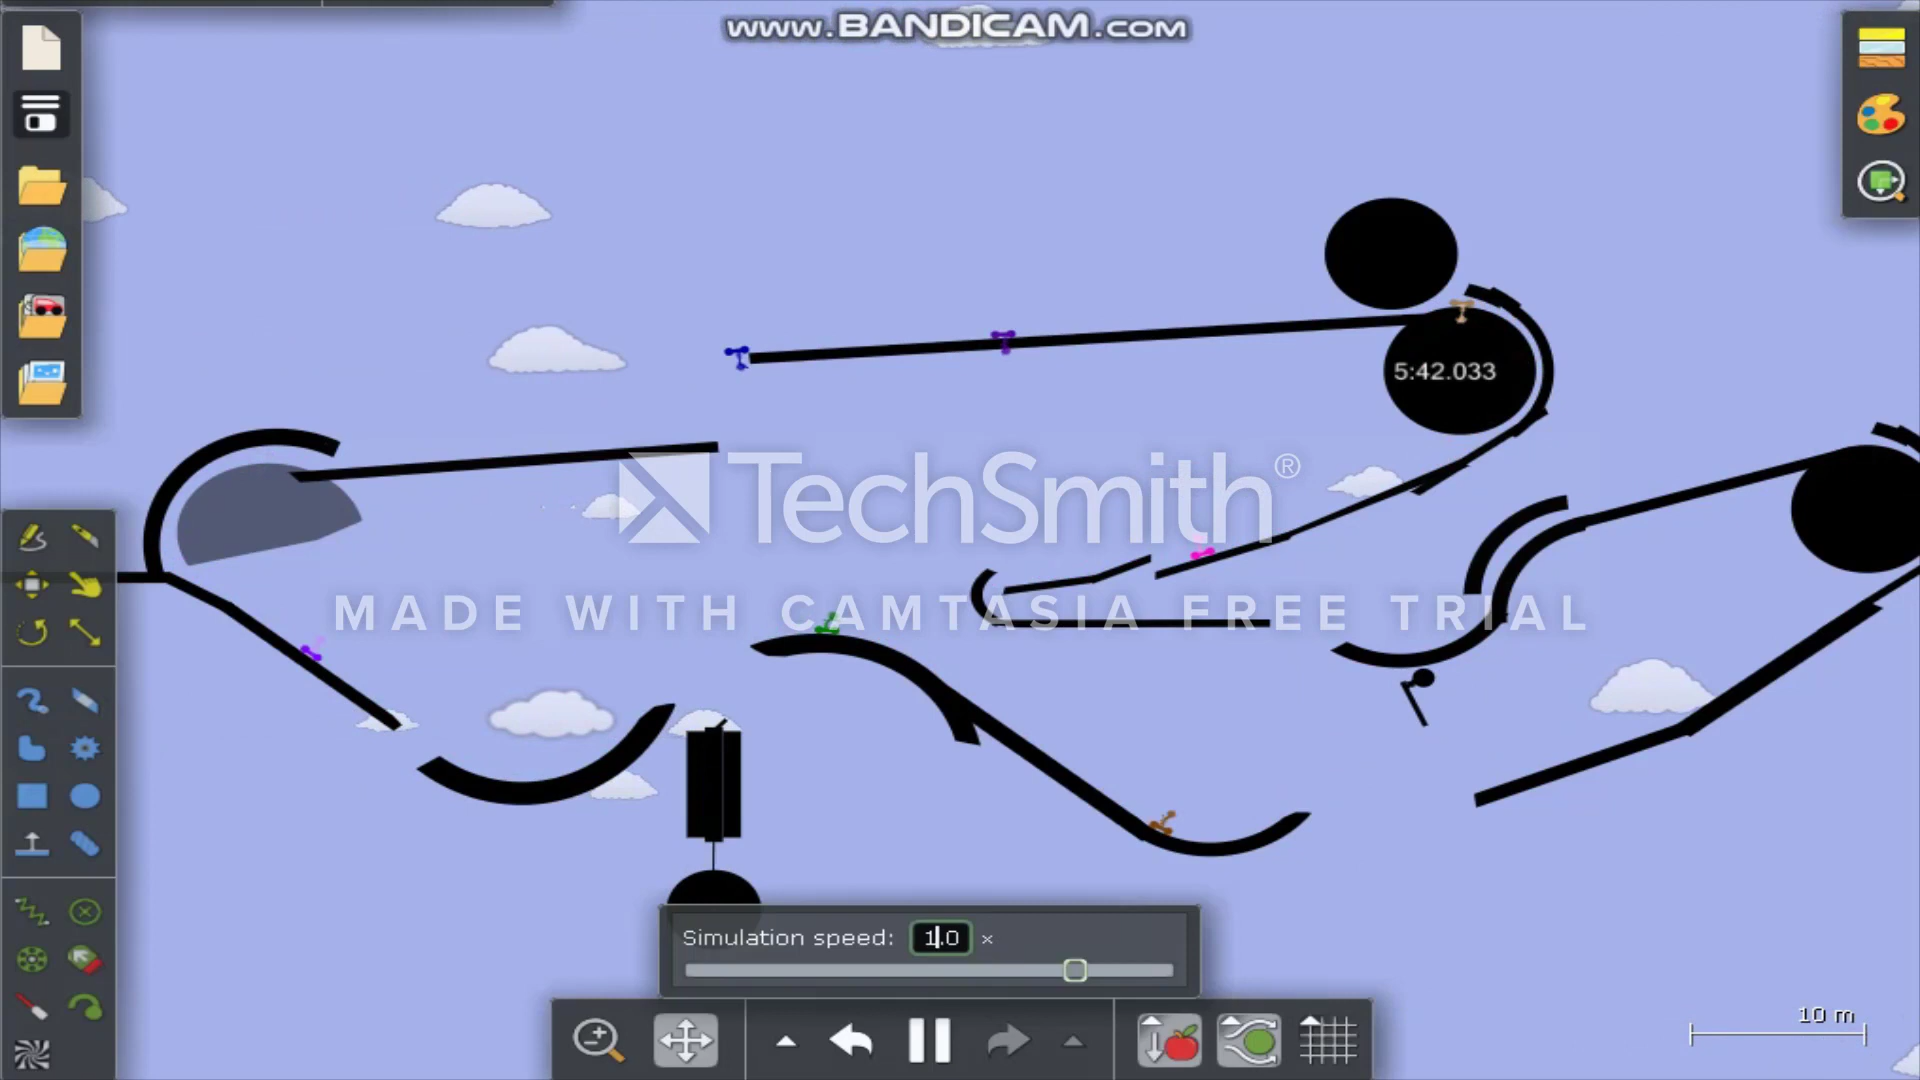 www.BANDICAM.com
5:42.033
TechSmith®
MADE WITH CAMTASIA FREE TRIAL
Simulation speed: 1.0 x
10 m